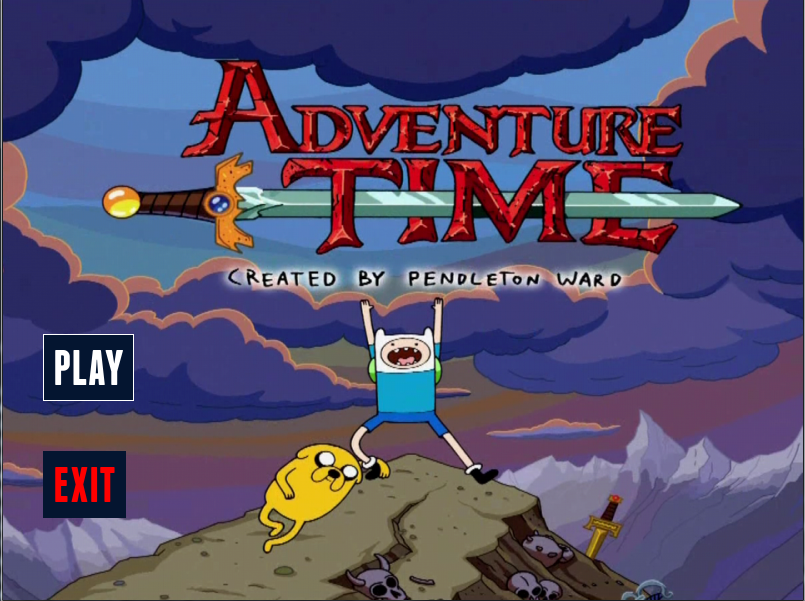 ADVENTURE
TIME
CREATED BY PENDLETON WARD
PLAY
EXIT